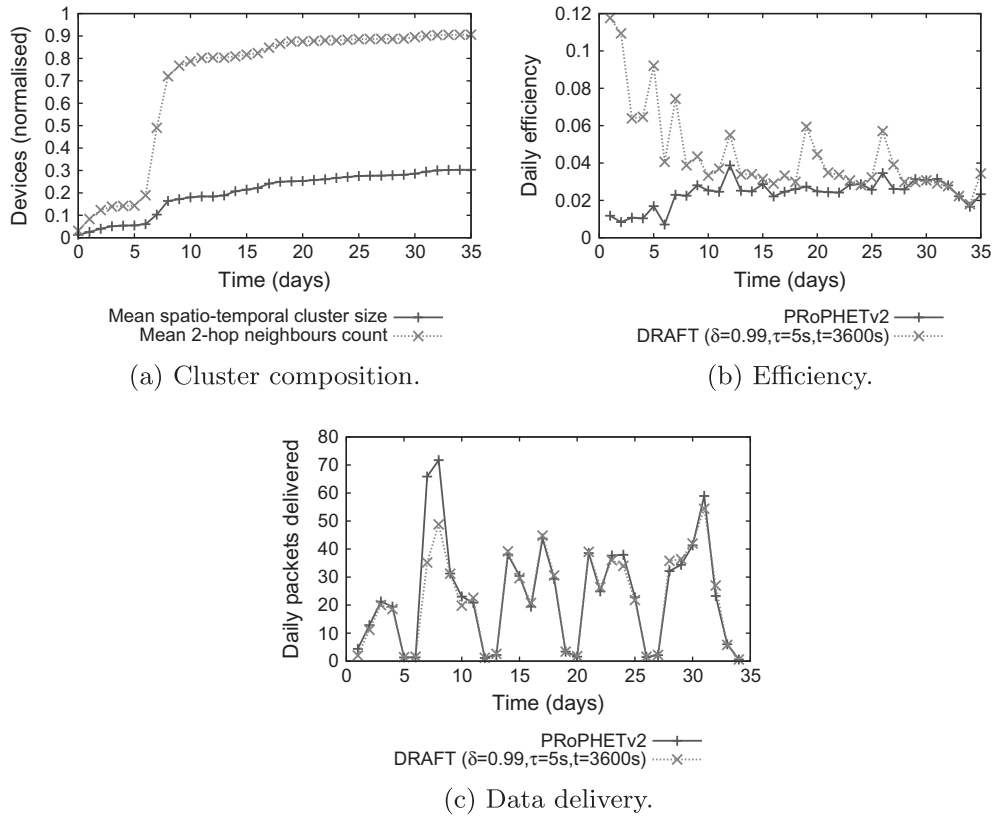 1
0.9
0.8
0.7
0.6
0.5
0.4
0.3
0.2
0.1
0
Devices (normalised)
0 5 10 15 20 25 30 35
Time (days)
Mean spatio-temporal cluster size
Mean 2-hop neighbours count
(a) Cluster composition.
0.12
0.1
0.08
0.06
0.04
0.02
0
Daily efficiency
0 5 10 15 20 25 30 35
Time (days)
PRoPHETv2
DRAFT (δ=0.99,τ=5s,t=3600s)
(b) Efficiency.
80
70
60
50
40
30
20
10
0
Daily packets delivered
0 5 10 15 20 25 30 35
Time (days)
PRoPHETv2
DRAFT (δ=0.99,τ=5s,t=3600s)
(c) Data delivery.